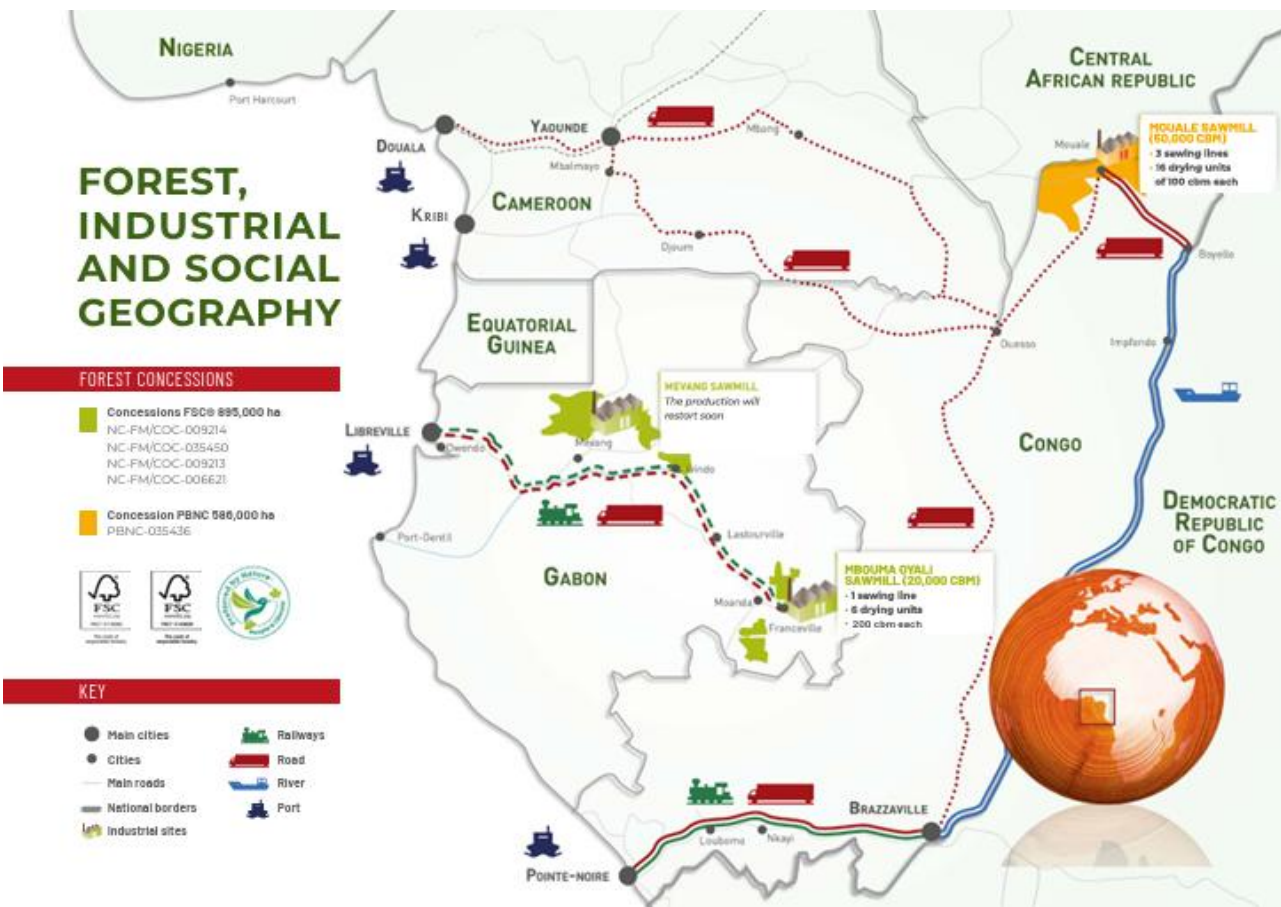 NIGERIA
Port Harcourt
CENTRAL
AFRICAN REPUBLIC
DOUALA
YAOUNDE
Mbang
Mbalmayo
Mouale
MOUALE SAWMILL
(50,000 CBM)
- 3 sawing lines
- 16 drying units
of 100 cbm each
FOREST,
INDUSTRIAL
AND SOCIAL
GEOGRAPHY
KRIBI
CAMEROON
Djoum
Boyelle
EQUATORIAL
GUINEA
Ouesso
Impfondo
FOREST CONCESSIONS
Concessions FSC® 895,000 ha
NC-FM/COC-009214
NC-FM/COC-035450
NC-FM/COC-009213
NC-FM/COC-006621
Concession PBNC 586,000 ha
PBNC-035436
FSC
FSC
MEVANG SAWMILL
The production will
restart soon
LIBREVILLE
Owendo
Mevang
Windo
CONGO
DEMOCRATIC
REPUBLIC
OF CONGO
Port-Gentil
Lastourville
GABON
MBOUMA OYALI
SAWMILL (20,000 CBM)
- 1 sawing line
- 6 drying units
- 200 cbm each
Moanda
Franceville
KEY
Main cities
Cities
Main roads
National borders
Industrial sites
Railways
Road
River
Port
BRAZZAVILLE
Loubomo
Nkayi
POINTE-NOIRE